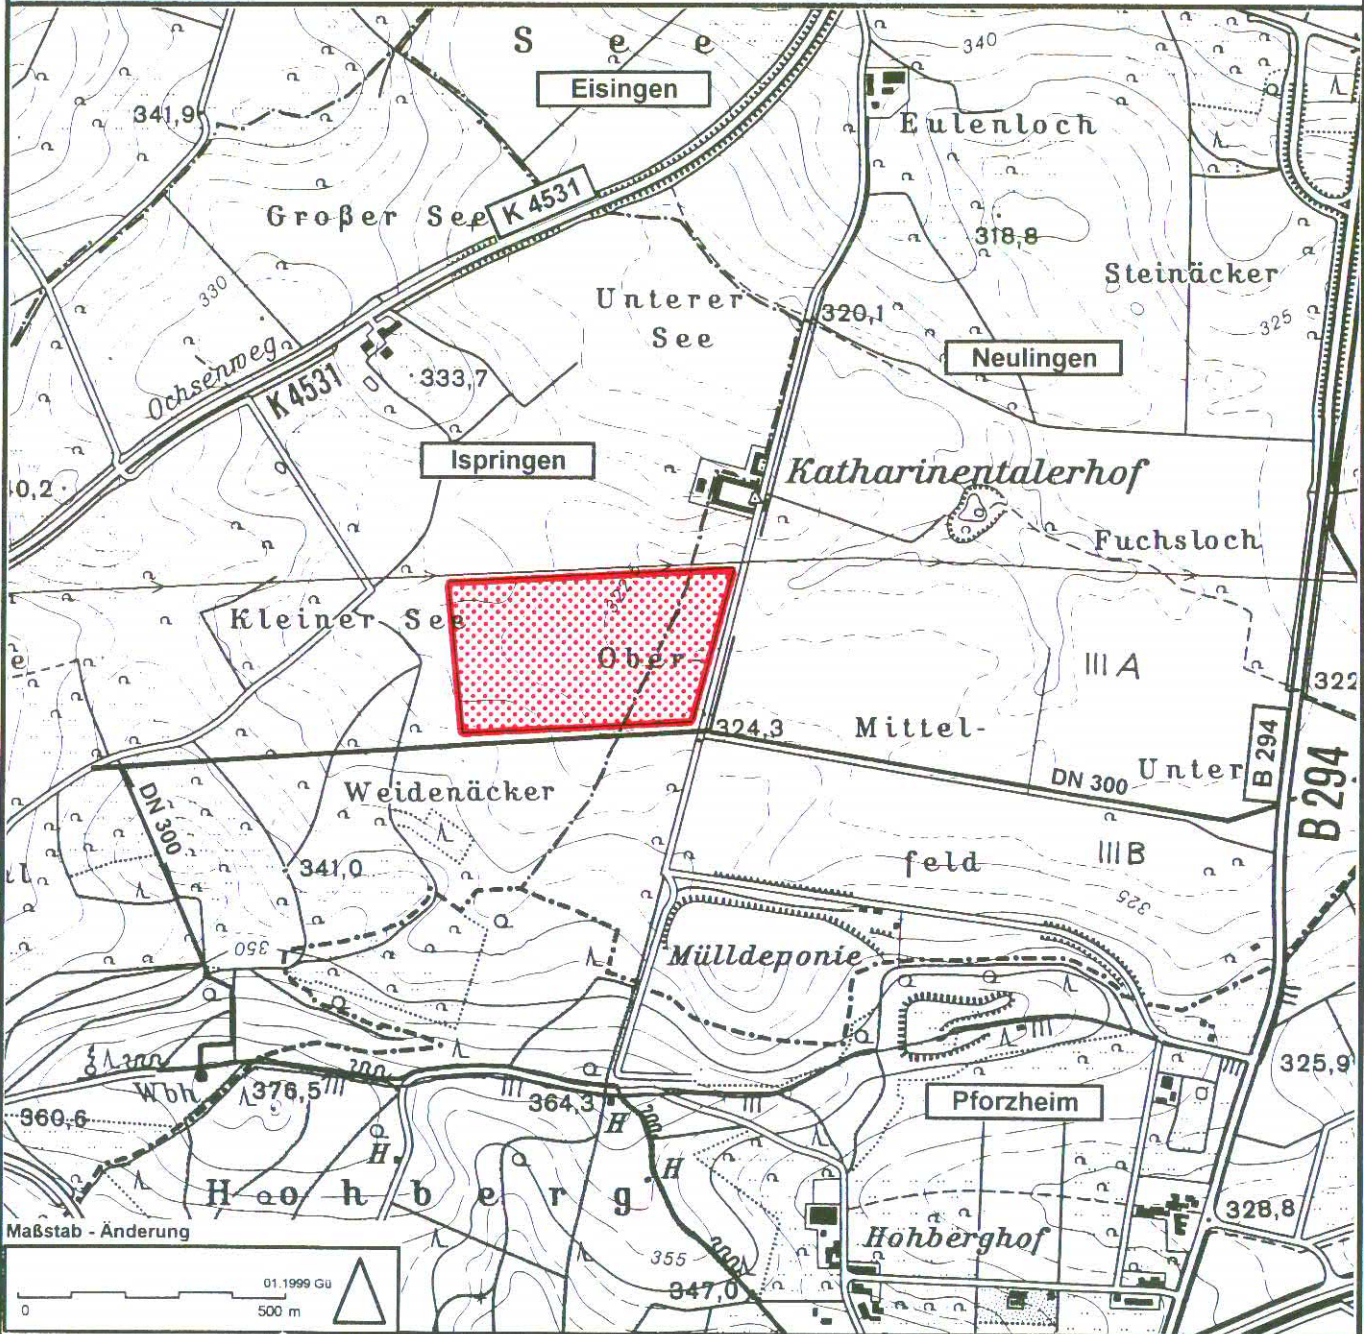 S e e
340
Eisingen
341,9
Eulenloch
Großer See
K 4531
318,8
Steinäcker
330
Unterer
See
320,1
325
Neulingen
Ochsenweg
K 4531
333,7
Ispringen
Katharinentalerhof
40,2
Fuchsloch
Kleiner See
Ober-
III A
322
324,3
Mittel-
B 294
B 294
DN 300
Unter
DN 300
Weidenäcker
feld
III B
341,0
325
350
Mülldeponie
325,9
Wbh
376,5
364,3
Pforzheim
360,6
H
H
H
Hohberg
328,8
Hohberghof
Maßstab - Änderung
355
347,0
01.1999 Gü
0
500 m